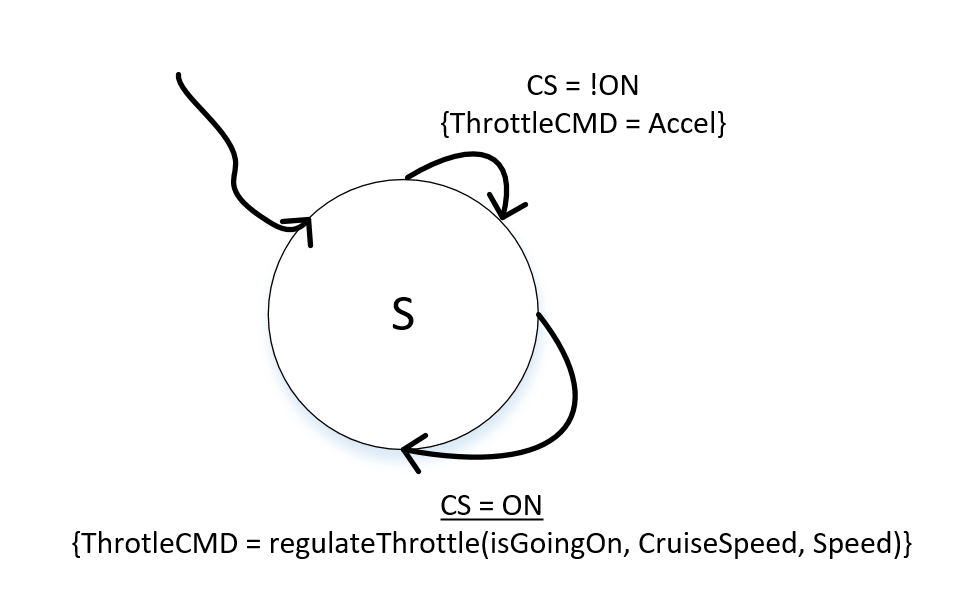 CS = !ON
{ThrottleCMD = Accel}
S
CS = ON
{ThrotleCMD = regulateThrottle(isGoingOn, CruiseSpeed, Speed)}